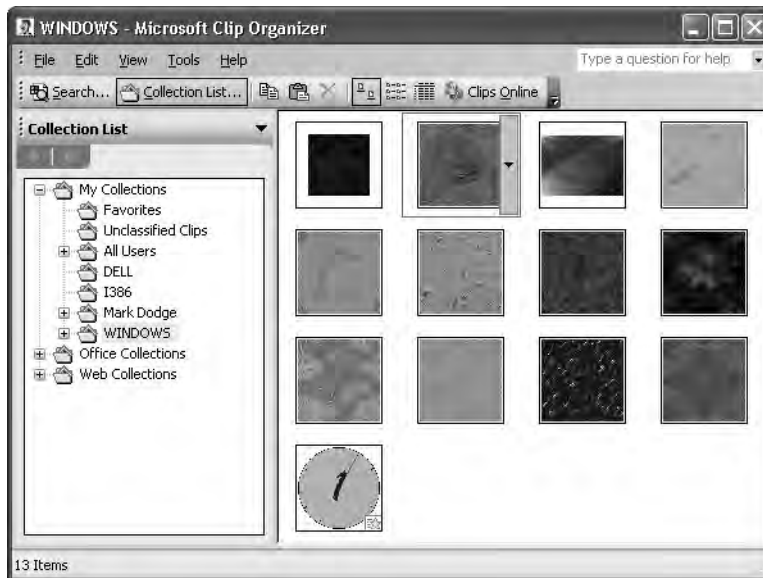 WINDOWS - Microsoft Clip Organizer
File Edit View Tools Help
Type a question for help
Search... Collection List... Clips Online
Collection List
My Collections
Favorites
Unclassified Clips
All Users
DELL
I386
Mark Dodge
WINDOWS
Office Collections
Web Collections
13 Items